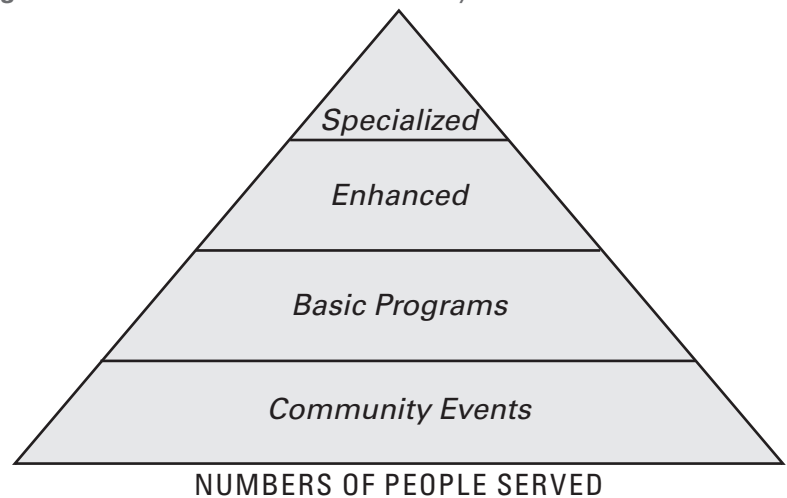 Specialized
Enhanced
Basic Programs
Community Events
NUMBERS OF PEOPLE SERVED